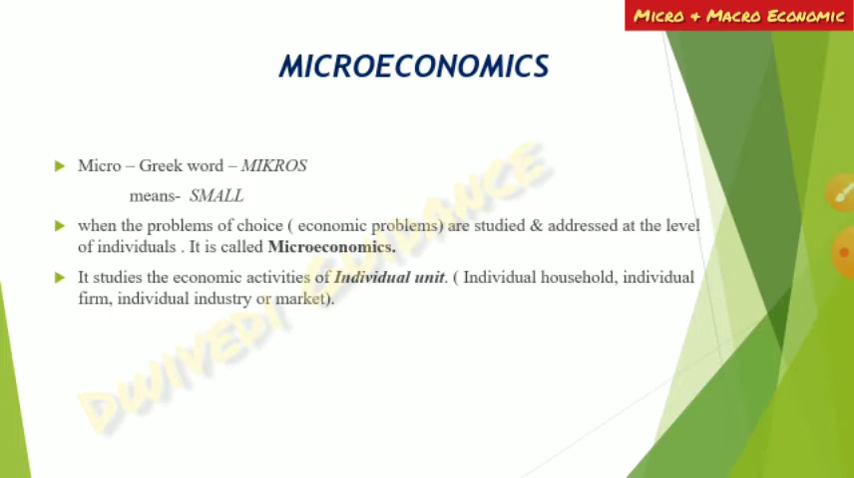 Micro & Macro Economic
MICROECONOMICS
Micro – Greek word – MIKROS
means- SMALL
when the problems of choice ( economic problems) are studied & addressed at the level
of individuals . It is called Microeconomics.
It studies the economic activities of Individual unit. ( Individual household, individual
firm, individual industry or market).
DWIVEDI GUIDANCE